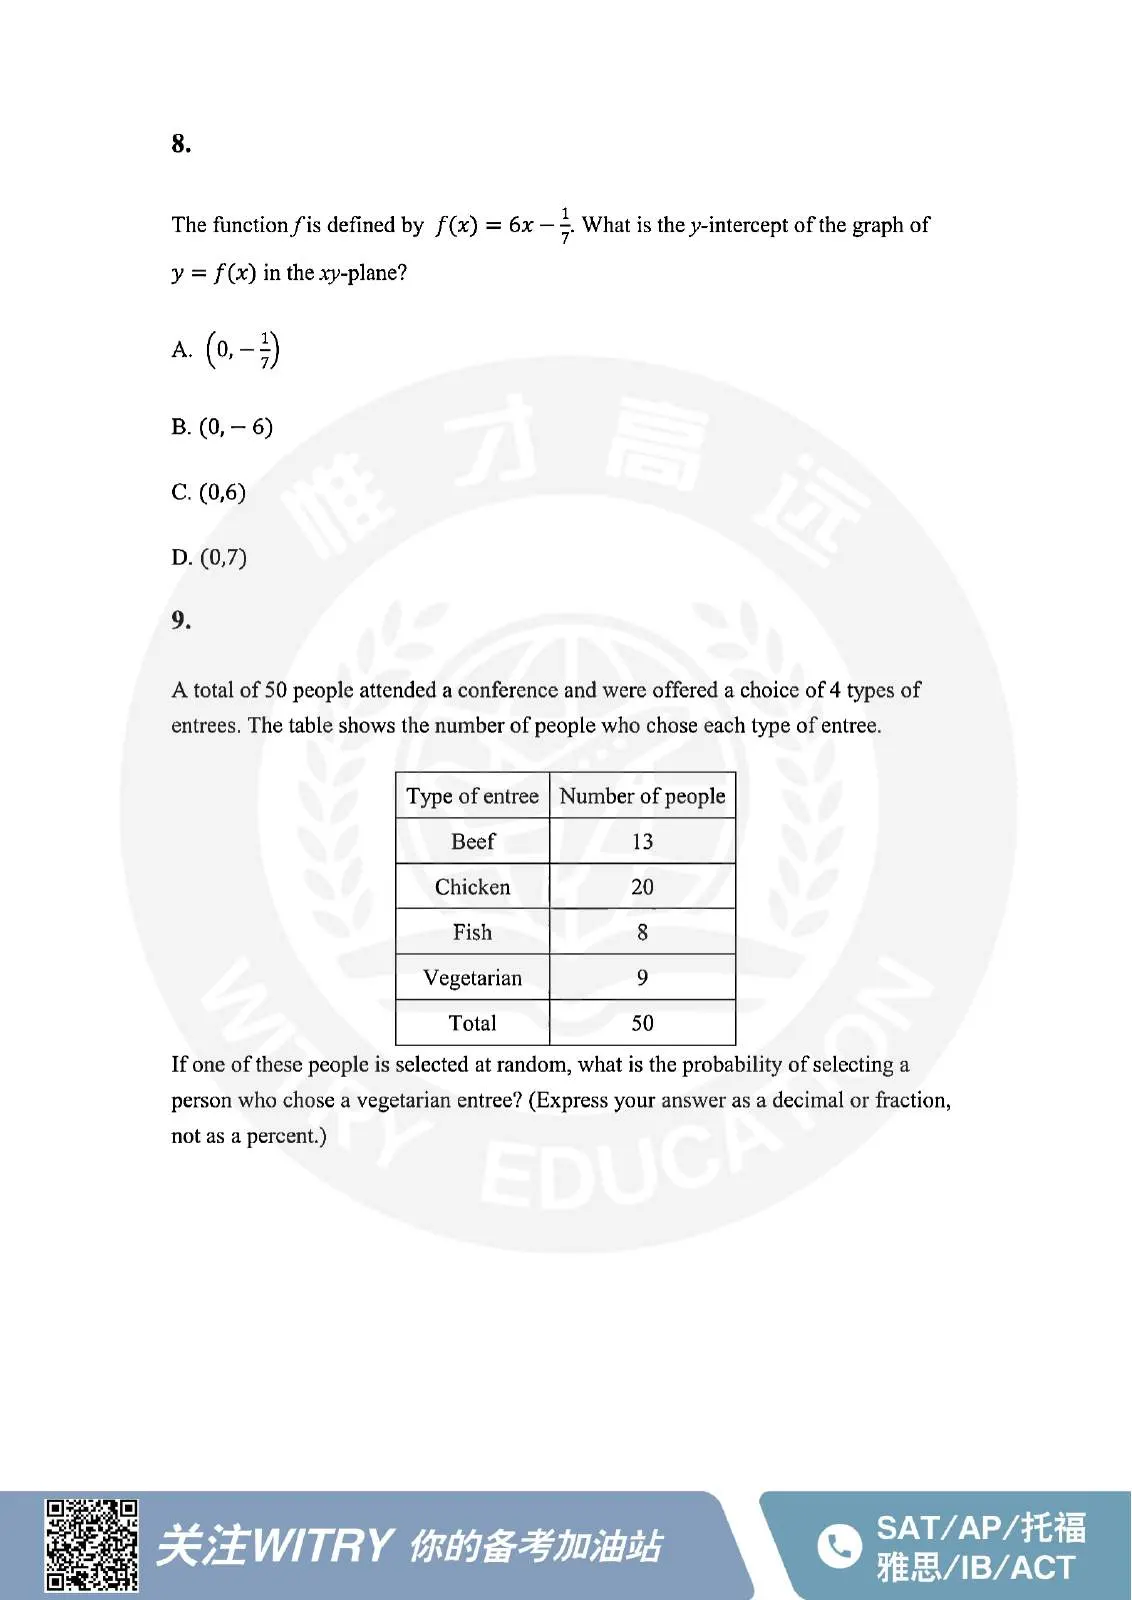 8.
The function f is defined by f(x) = 6x − 1/7. What is the y-intercept of the graph of
y = f(x) in the xy-plane?
A. (0, − 1/7)
B. (0, − 6)
C. (0,6)
D. (0,7)
9.
A total of 50 people attended a conference and were offered a choice of 4 types of
entrees. The table shows the number of people who chose each type of entree.
Type of entree Number of people
Beef 13
Chicken 20
Fish 8
Vegetarian 9
Total 50
If one of these people is selected at random, what is the probability of selecting a
person who chose a vegetarian entree? (Express your answer as a decimal or fraction,
not as a percent.)
惟才高远
WITRY EDUCATION
关注WITRY 你的备考加油站
SAT/AP/托福
雅思/IB/ACT